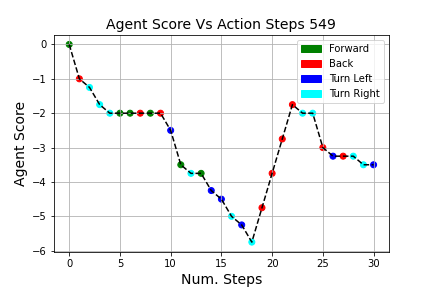 Agent Score Vs Action Steps 549
Forward
Back
Turn Left
Turn Right
Agent Score
0
−1
−2
−3
−4
−5
−6
0
5
10
15
20
25
30
Num. Steps